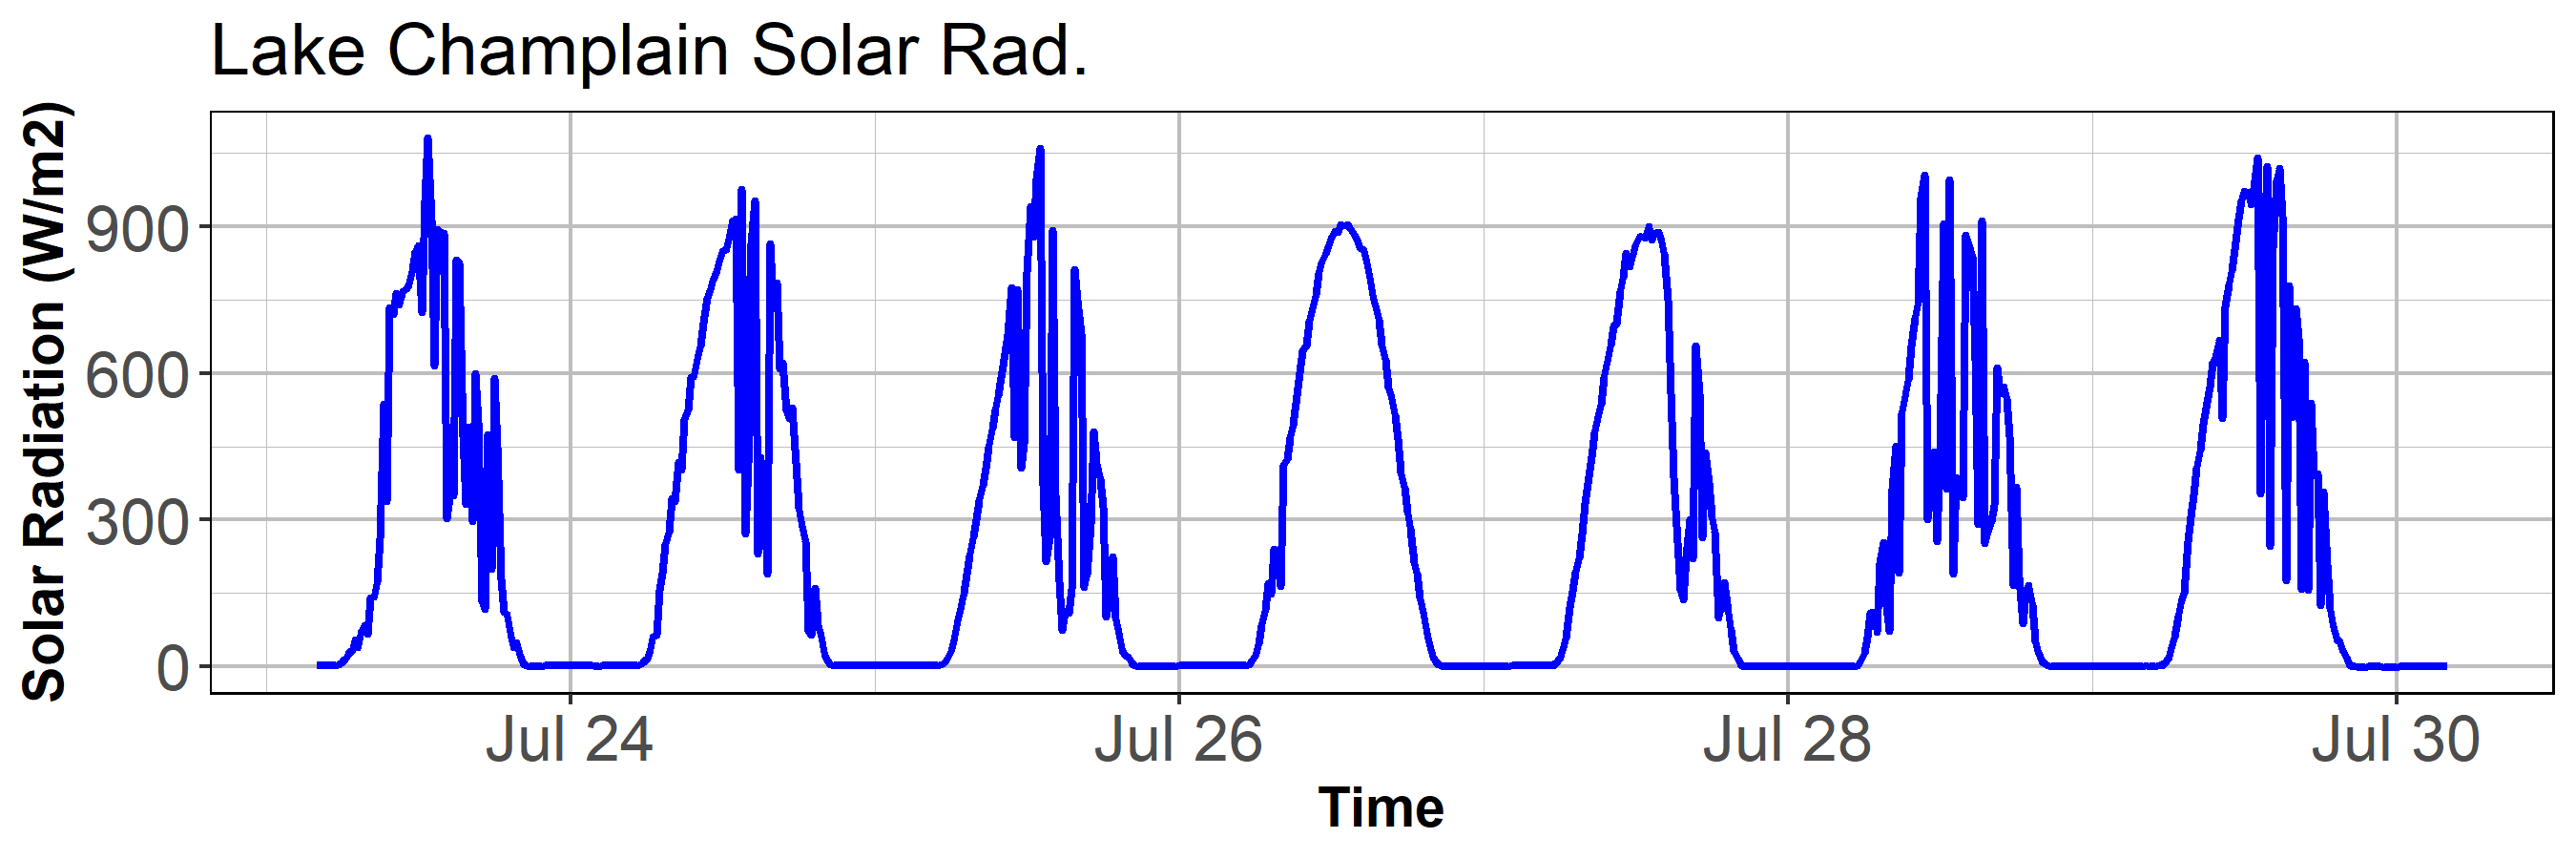 Lake Champlain Solar Rad.
Solar Radiation (W/m2)
900
600
300
0
Jul 24 Jul 26 Jul 28 Jul 30
Time